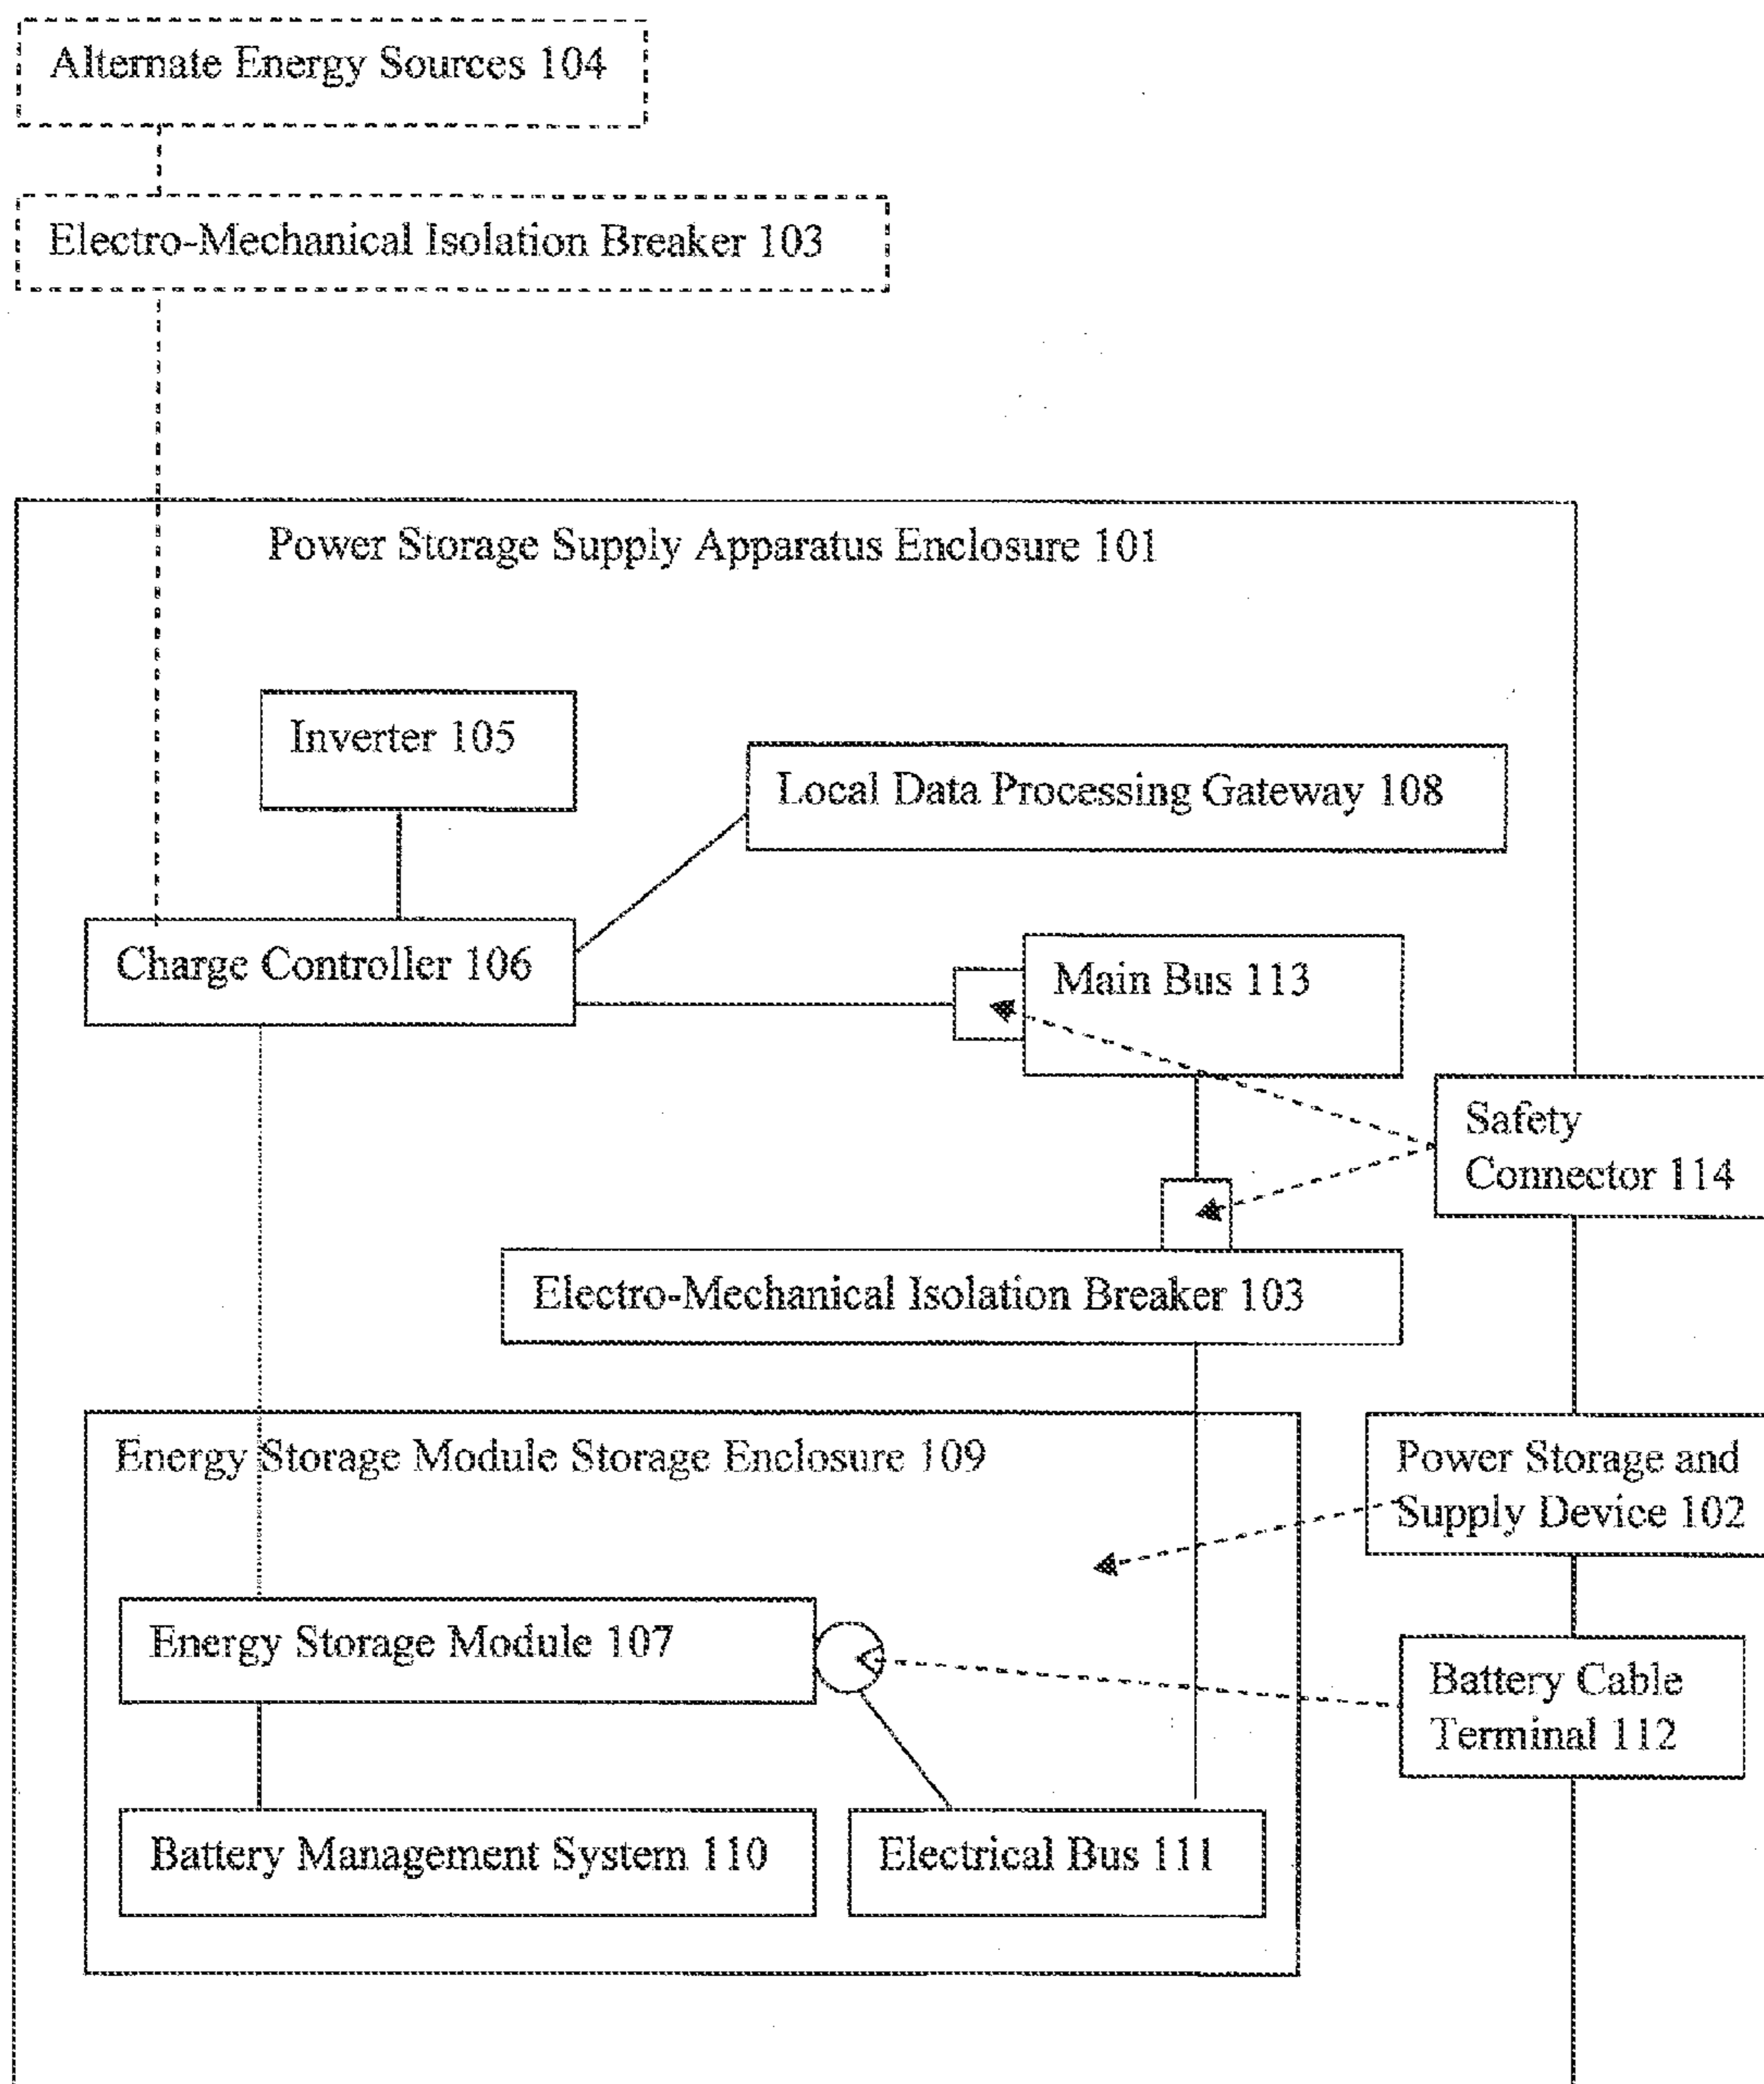 Alternate Energy Sources 104
Electro-Mechanical Isolation Breaker 103
Power Storage Supply Apparatus Enclosure 101
Inverter 105
Local Data Processing Gateway 108
Charge Controller 106
Main Bus 113
Safety
Connector 114
Electro-Mechanical Isolation Breaker 103
Energy Storage Module Storage Enclosure 109
Power Storage and
Supply Device 102
Energy Storage Module 107
Battery Cable
Terminal 112
Battery Management System 110
Electrical Bus 111